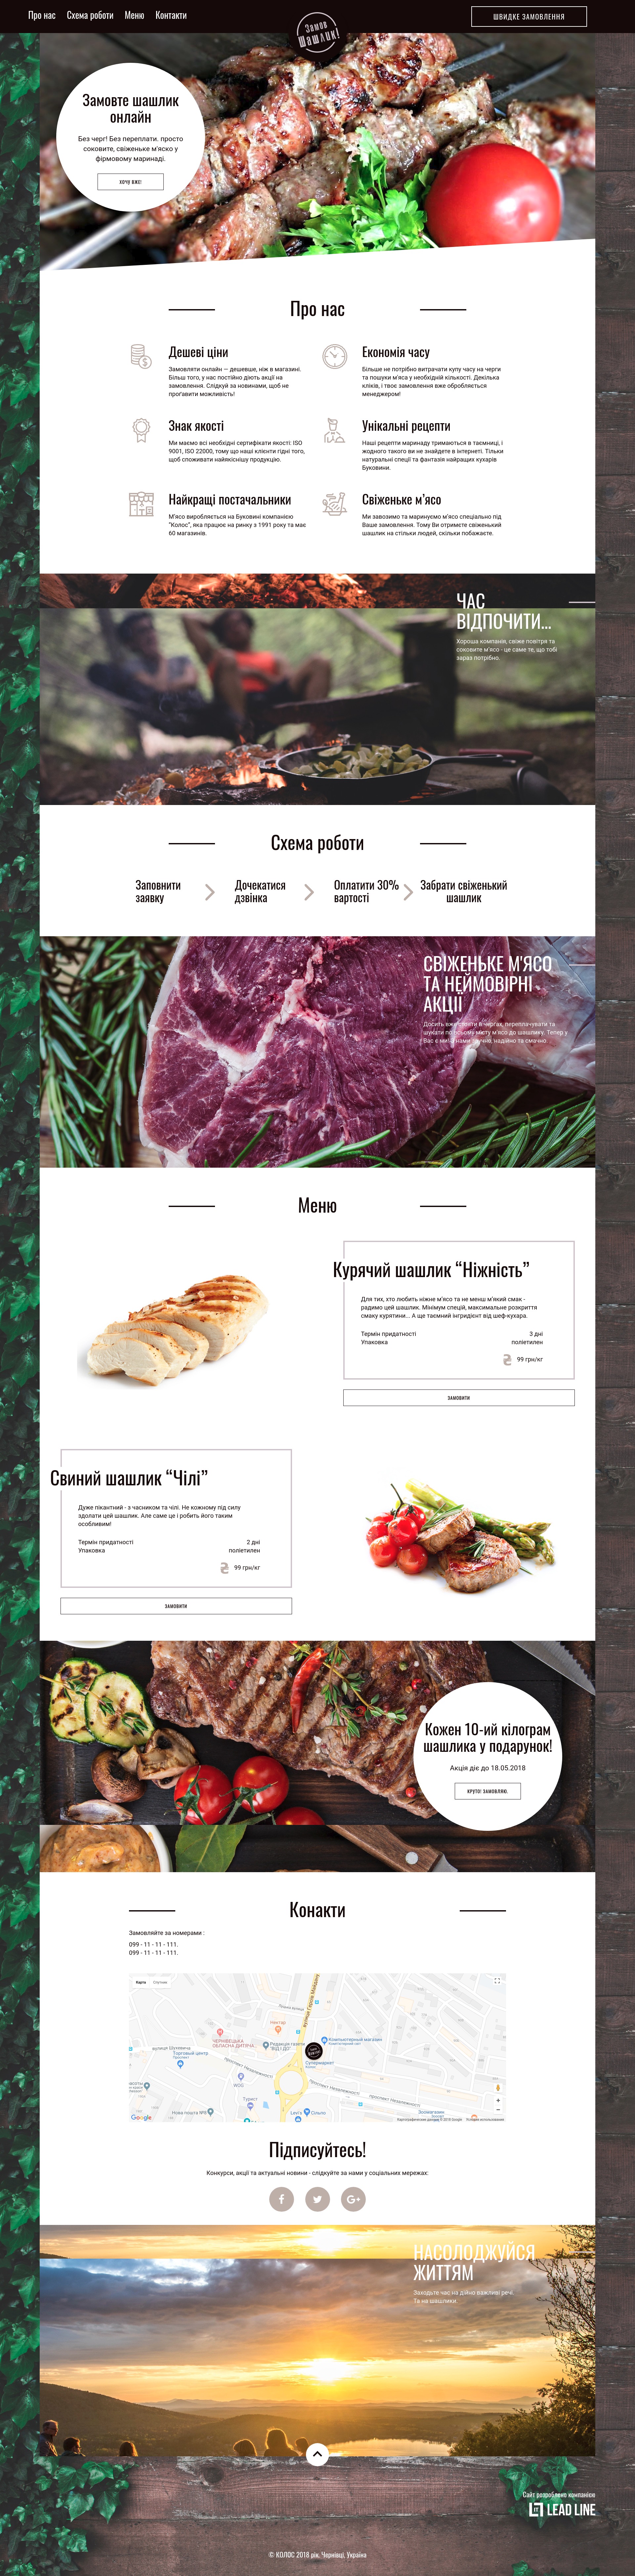 Про нас Схема роботи Меню Контакти
Замов
Шашлик!
ШВИДКЕ ЗАМОВЛЕННЯ
Замовте шашлик
онлайн
Без черг! Без переплати. просто
соковите, свіженьке м'яско у
фірмовому маринаді.
ХОЧУ ВЖЕ!
Про нас
Дешеві ціни
Замовляти онлайн — дешевше, ніж в магазині.
Більш того, у нас постійно діють акції на
замовлення. Слідкуй за новинами, щоб не
прогавити можливість!
Економія часу
Більше не потрібно витрачати купу часу на черги
та пошуки м'яса у необхідній кількості. Декілька
кліків, і твоє замовлення вже обробляється
менеджером!
Знак якості
Ми маємо всі необхідні сертифікати якості: ISO
9001, ISO 22000, тому що наші клієнти гідні того,
щоб споживати найякіснішу продукцію.
Унікальні рецепти
Наші рецепти маринаду тримаються в таємниці, і
жодного такого ви не знайдете в інтернеті. Тільки
натуральні спеції та фантазія найращих кухарів
Буковини.
Найкращі постачальники
М'ясо виробляється на Буковині компанією
"Колос", яка працює на ринку з 1991 року та має
60 магазинів.
Свіженьке м'ясо
Ми завозимо та маринуємо м'ясо спеціально під
Ваше замовлення. Тому Ви отримєте свіженький
шашлик на стільки людей, скільки побажаєте.
ЧАС
ВІДПОЧИТИ...
Хороша компанія, свіже повітря та
соковите м'ясо - це саме те, що тобі
зараз потрібно.
Схема роботи
Заповнити
заявку
Дочекатися
дзвінка
Оплатити 30%
вартості
Забрати свіженький
шашлик
СВІЖЕНЬКЕ М'ЯСО
ТА НЕЙМОВІРНІ
АКЦІЇ
Досить вже стояти в чергах, переплачувати та
шукати по всьому місту м'ясо до шашлику. Тепер у
Вас є ми! З нами зручно, надійно та смачно...
Меню
Курячий шашлик “Ніжність”
Для тих, хто любить ніжне м'ясо та не менш м'який смак -
радимо цей шашлик. Мінімум спецій, максимальне розкриття
смаку курятини... А ще таємний інгридієнт від шеф-кухара.
Термін придатності 3 дні
Упаковка поліетилен
99 грн/кг
ЗАМОВИТИ
Свиний шашлик “Чілі”
Дуже пікантний - з часником та чілі. Не кожному під силу
здолати цей шашлик. Але саме це і робить його таким
особливим!
Термін придатності 2 дні
Упаковка поліетилен
99 грн/кг
ЗАМОВИТИ
Кожен 10-ий кілограм
шашлика у подарунок!
Акція діє до 18.05.2018
КРУТО! ЗАМОВЛЯЮ.
Конакти
Замовляйте за номерами :
099 - 11 - 11 - 111.
099 - 11 - 11 - 111.
Карта Спутник
Google
Підписуйтесь!
Конкурси, акції та актуальні новини - слідкуйте за нами у соціальних мережах:
НАСОЛОДЖУЙСЯ
ЖИТТЯМ
Заходьте час на дійно важливі речі.
Та на шашлики.
Сайт розроблено компанією
LEAD LINE
© КОЛОС 2018 рік. Чернівці, Україна